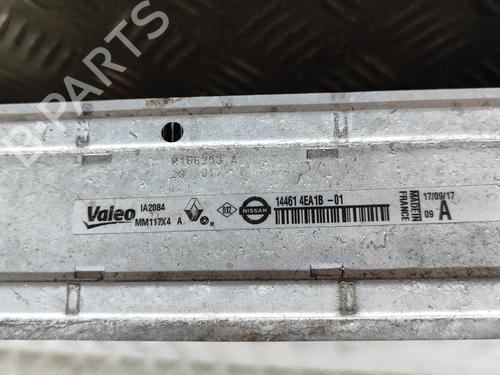 B-PARTS
Valeo
IA2084
MM117X4 A
R
NISSAN
14461 4EA1B -01
MADE IN
FRANCE
17/09/17
09 A